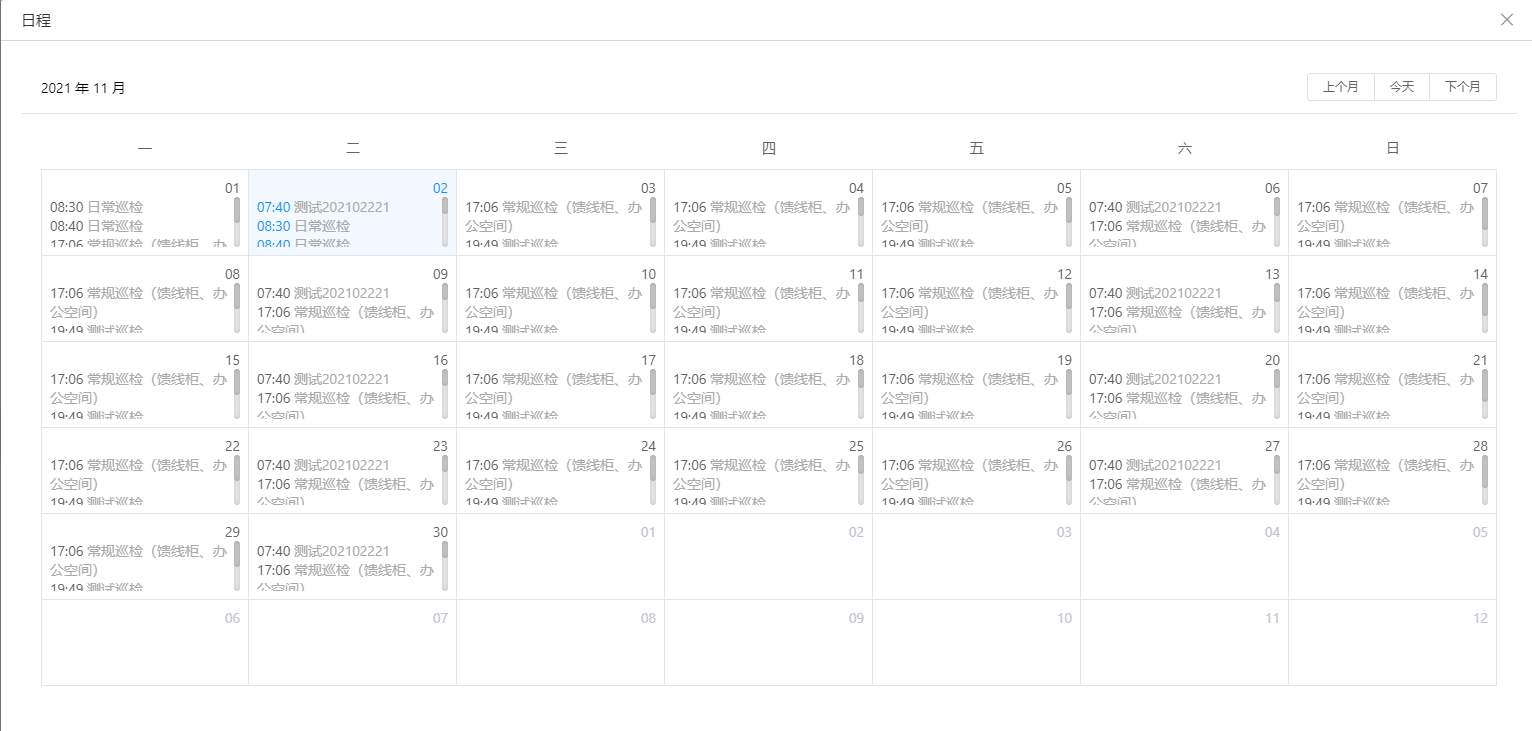 日程
2021 年 11 月
上个月 今天 下个月
一 二 三 四 五 六 日
01
08:30 日常巡检
08:40 日常巡检
17:06 常规巡检（馈线柜、办
02
07:40 测试202102221
08:30 日常巡检
08:40 日常巡检
03
17:06 常规巡检（馈线柜、办
公空间）
19:49 测试巡检
04
17:06 常规巡检（馈线柜、办
公空间）
19:49 测试巡检
05
17:06 常规巡检（馈线柜、办
公空间）
19:49 测试巡检
06
07:40 测试202102221
17:06 常规巡检（馈线柜、办
公空间）
07
17:06 常规巡检（馈线柜、办
公空间）
19:49 测试巡检
08
17:06 常规巡检（馈线柜、办
公空间）
19:49 测试巡检
09
07:40 测试202102221
17:06 常规巡检（馈线柜、办
公空间）
10
17:06 常规巡检（馈线柜、办
公空间）
19:49 测试巡检
11
17:06 常规巡检（馈线柜、办
公空间）
19:49 测试巡检
12
17:06 常规巡检（馈线柜、办
公空间）
19:49 测试巡检
13
07:40 测试202102221
17:06 常规巡检（馈线柜、办
公空间）
14
17:06 常规巡检（馈线柜、办
公空间）
19:49 测试巡检
15
17:06 常规巡检（馈线柜、办
公空间）
19:49 测试巡检
16
07:40 测试202102221
17:06 常规巡检（馈线柜、办
公空间）
17
17:06 常规巡检（馈线柜、办
公空间）
19:49 测试巡检
18
17:06 常规巡检（馈线柜、办
公空间）
19:49 测试巡检
19
17:06 常规巡检（馈线柜、办
公空间）
19:49 测试巡检
20
07:40 测试202102221
17:06 常规巡检（馈线柜、办
公空间）
21
17:06 常规巡检（馈线柜、办
公空间）
19:49 测试巡检
22
17:06 常规巡检（馈线柜、办
公空间）
19:49 测试巡检
23
07:40 测试202102221
17:06 常规巡检（馈线柜、办
公空间）
24
17:06 常规巡检（馈线柜、办
公空间）
19:49 测试巡检
25
17:06 常规巡检（馈线柜、办
公空间）
19:49 测试巡检
26
17:06 常规巡检（馈线柜、办
公空间）
19:49 测试巡检
27
07:40 测试202102221
17:06 常规巡检（馈线柜、办
公空间）
28
17:06 常规巡检（馈线柜、办
公空间）
19:49 测试巡检
29
17:06 常规巡检（馈线柜、办
公空间）
19:49 测试巡检
30
07:40 测试202102221
17:06 常规巡检（馈线柜、办
公空间）
01
02
03
04
05
06
07
08
09
10
11
12